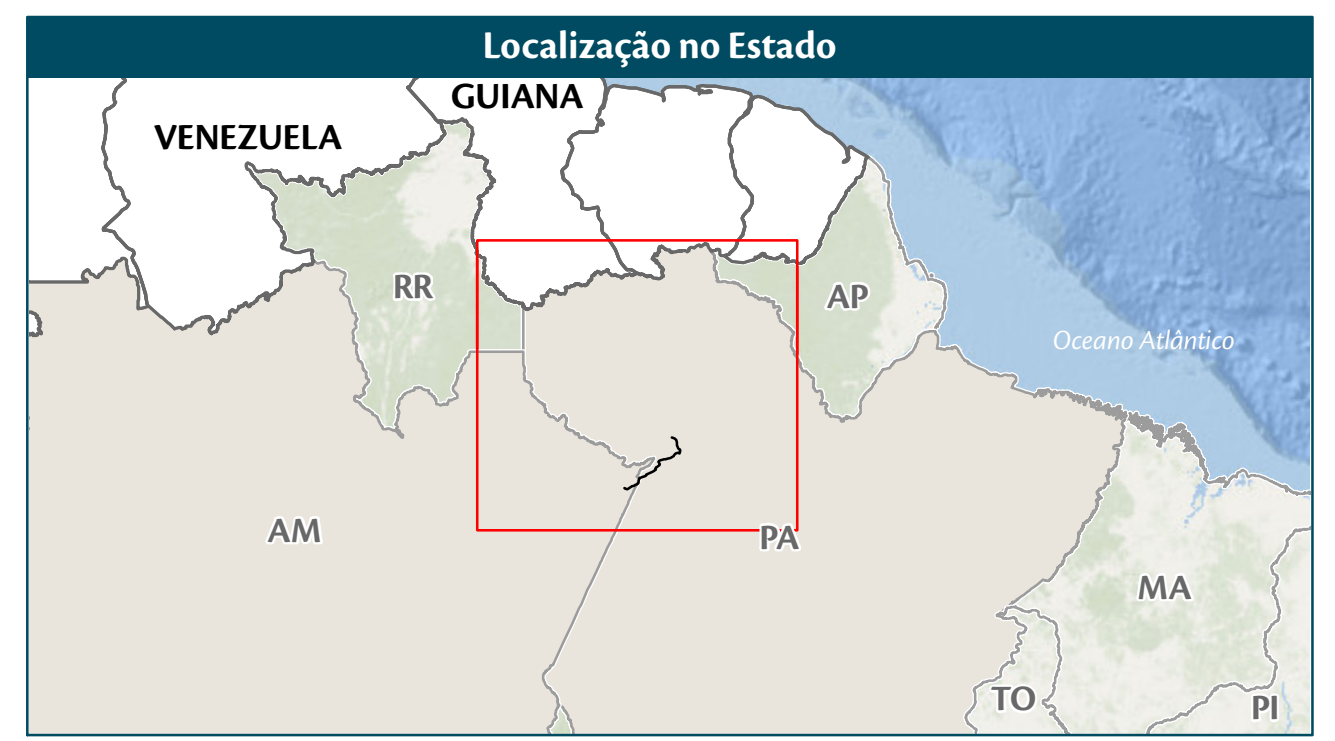 Localização no Estado
GUIANA
VENEZUELA
RR
AP
Oceano Atlântico
AM
PA
MA
TO
PI